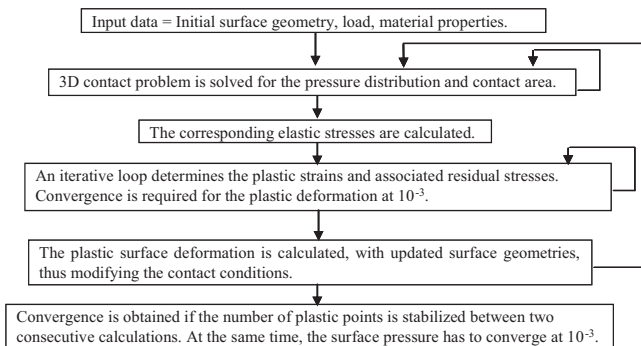 Input data = Initial surface geometry, load, material properties.
3D contact problem is solved for the pressure distribution and contact area.
The corresponding elastic stresses are calculated.
An iterative loop determines the plastic strains and associated residual stresses.
Convergence is required for the plastic deformation at 10⁻³.
The plastic surface deformation is calculated, with updated surface geometries,
thus modifying the contact conditions.
Convergence is obtained if the number of plastic points is stabilized between two
consecutive calculations. At the same time, the surface pressure has to converge at 10⁻³.